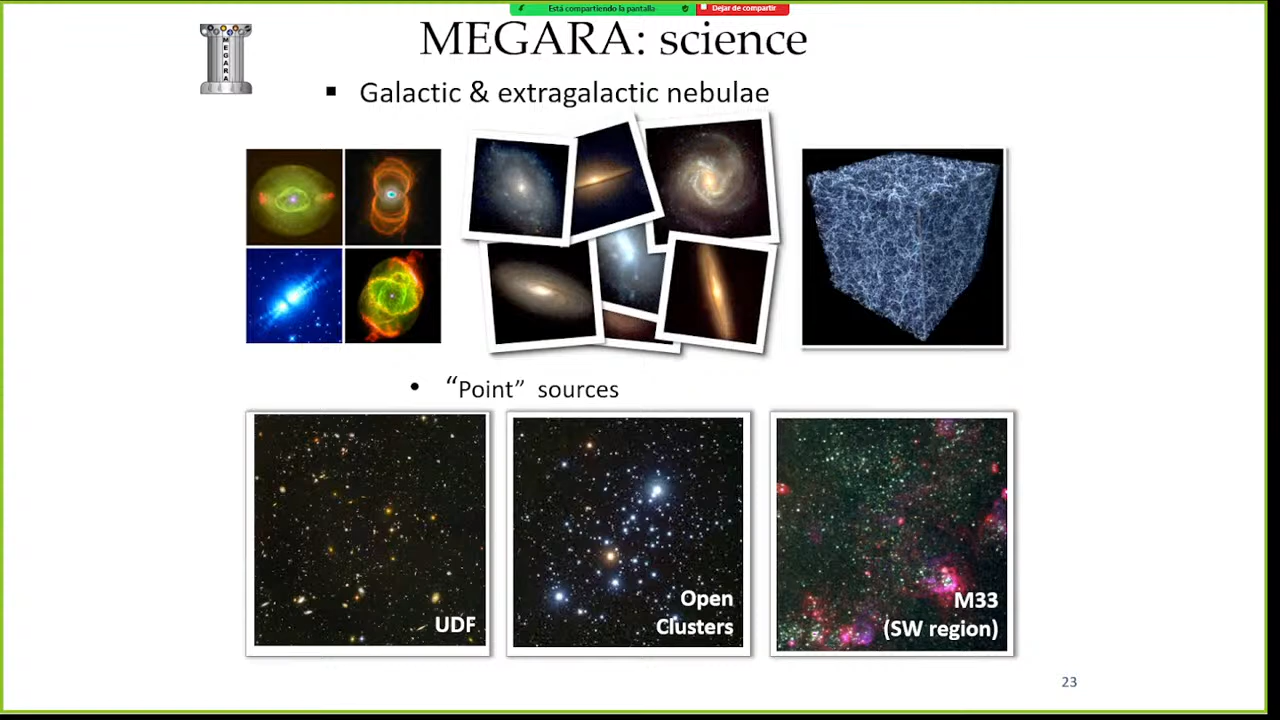 Está compartiendo la pantalla
Dejar de compartir
MEGARA: science
MEGARA
▪ Galactic & extragalactic nebulae
• “Point” sources
UDF
Open
Clusters
M33
(SW region)
23